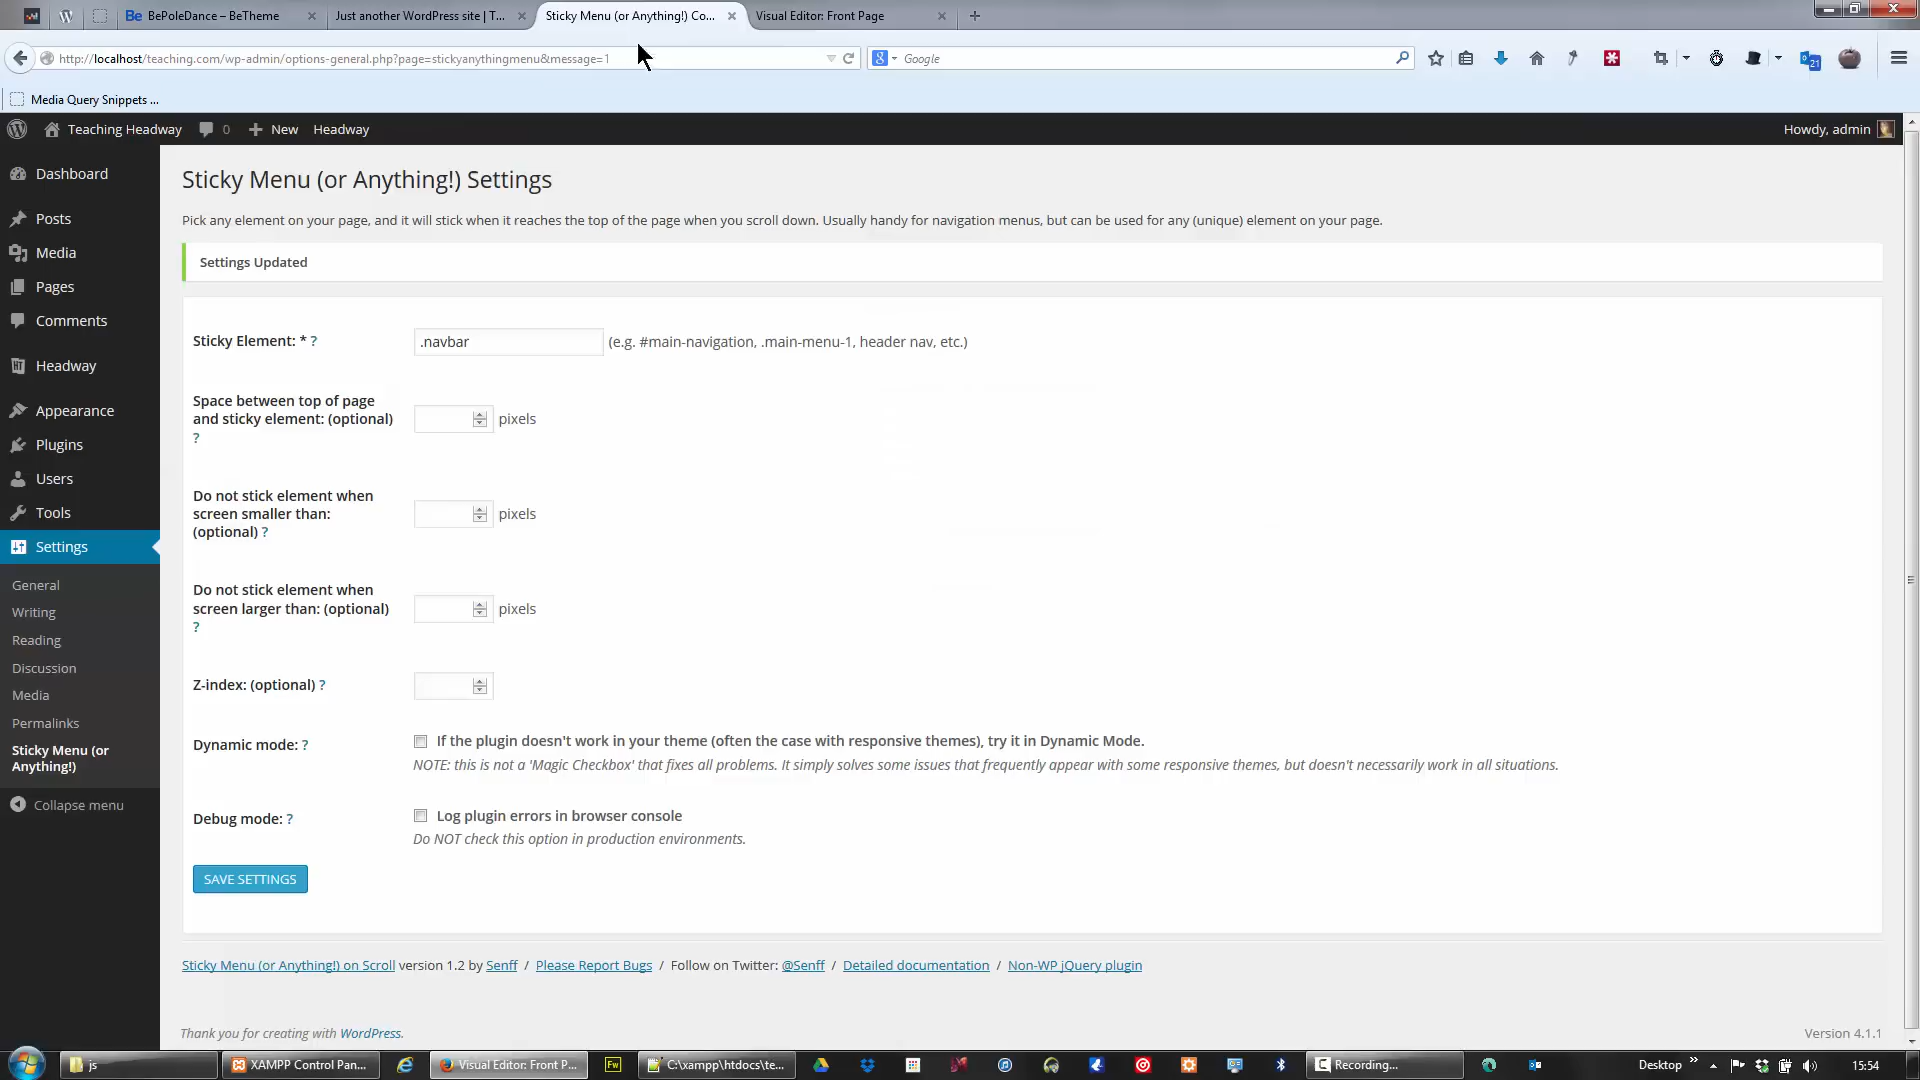 BePoleDance – BeTheme
Just another WordPress site | T...
Sticky Menu (or Anything!) Co...
Visual Editor: Front Page
http://localhost/teaching.com/wp-admin/options-general.php?page=stickyanythingmenu&message=1
Google
21
Media Query Snippets ...
Teaching Headway
0
New
Headway
Howdy, admin
Dashboard
Posts
Media
Pages
Comments
Headway
Appearance
Plugins
Users
Tools
Settings
General
Writing
Reading
Discussion
Media
Permalinks
Sticky Menu (or
Anything!)
Collapse menu
Sticky Menu (or Anything!) Settings
Pick any element on your page, and it will stick when it reaches the top of the page when you scroll down. Usually handy for navigation menus, but can be used for any (unique) element on your page.
Settings Updated
Sticky Element: * ?
.navbar
(e.g. #main-navigation, .main-menu-1, header nav, etc.)
Space between top of page
and sticky element: (optional)
?
pixels
Do not stick element when
screen smaller than:
(optional) ?
pixels
Do not stick element when
screen larger than: (optional)
?
pixels
Z-index: (optional) ?
Dynamic mode: ?
If the plugin doesn't work in your theme (often the case with responsive themes), try it in Dynamic Mode.
NOTE: this is not a 'Magic Checkbox' that fixes all problems. It simply solves some issues that frequently appear with some responsive themes, but doesn't necessarily work in all situations.
Debug mode: ?
Log plugin errors in browser console
Do NOT check this option in production environments.
SAVE SETTINGS
Sticky Menu (or Anything!) on Scroll version 1.2 by Senff / Please Report Bugs / Follow on Twitter: @Senff / Detailed documentation / Non-WP jQuery plugin
Thank you for creating with WordPress.
Version 4.1.1
js
XAMPP Control Pan...
Visual Editor: Front P...
Fw
C:\xampp\htdocs\te...
Recording...
Desktop
15:54